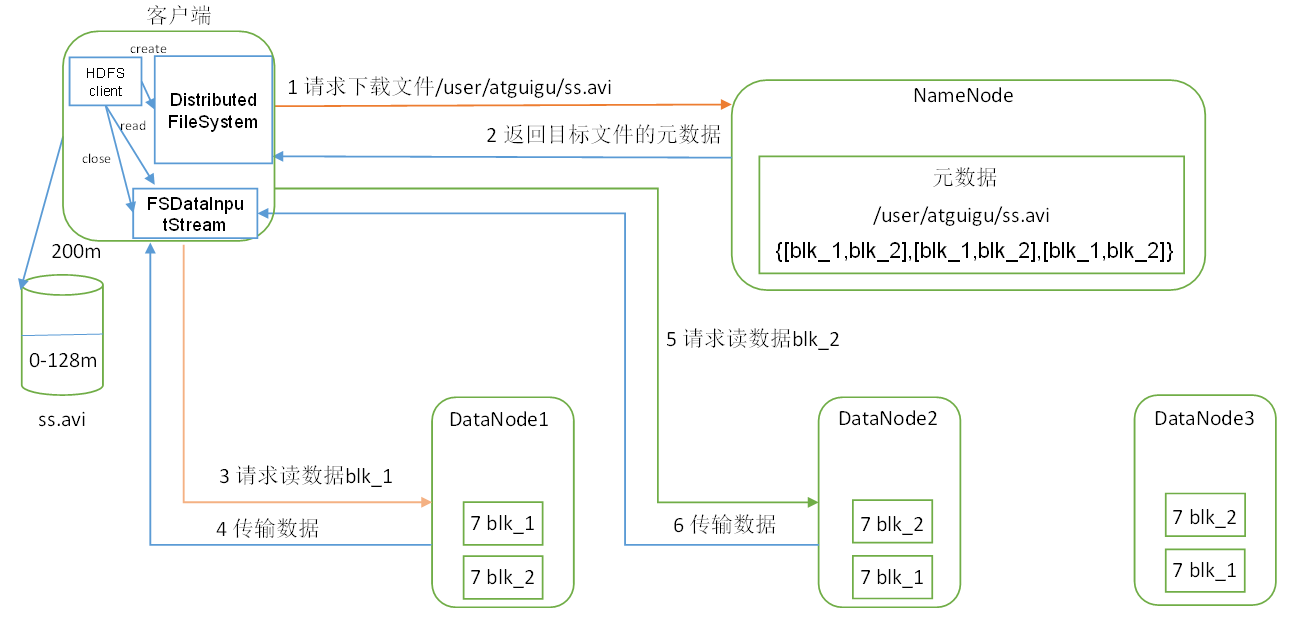 客户端
create
HDFS
client
Distributed
FileSystem
read
close
FSDataInpu
tStream
1 请求下载文件/user/atguigu/ss.avi
2 返回目标文件的元数据
NameNode
元数据
/user/atguigu/ss.avi
{[blk_1,blk_2],[blk_1,blk_2],[blk_1,blk_2]}
200m
0-128m
ss.avi
5 请求读数据blk_2
3 请求读数据blk_1
4 传输数据
6 传输数据
DataNode1
7 blk_1
7 blk_2
DataNode2
7 blk_2
7 blk_1
DataNode3
7 blk_2
7 blk_1